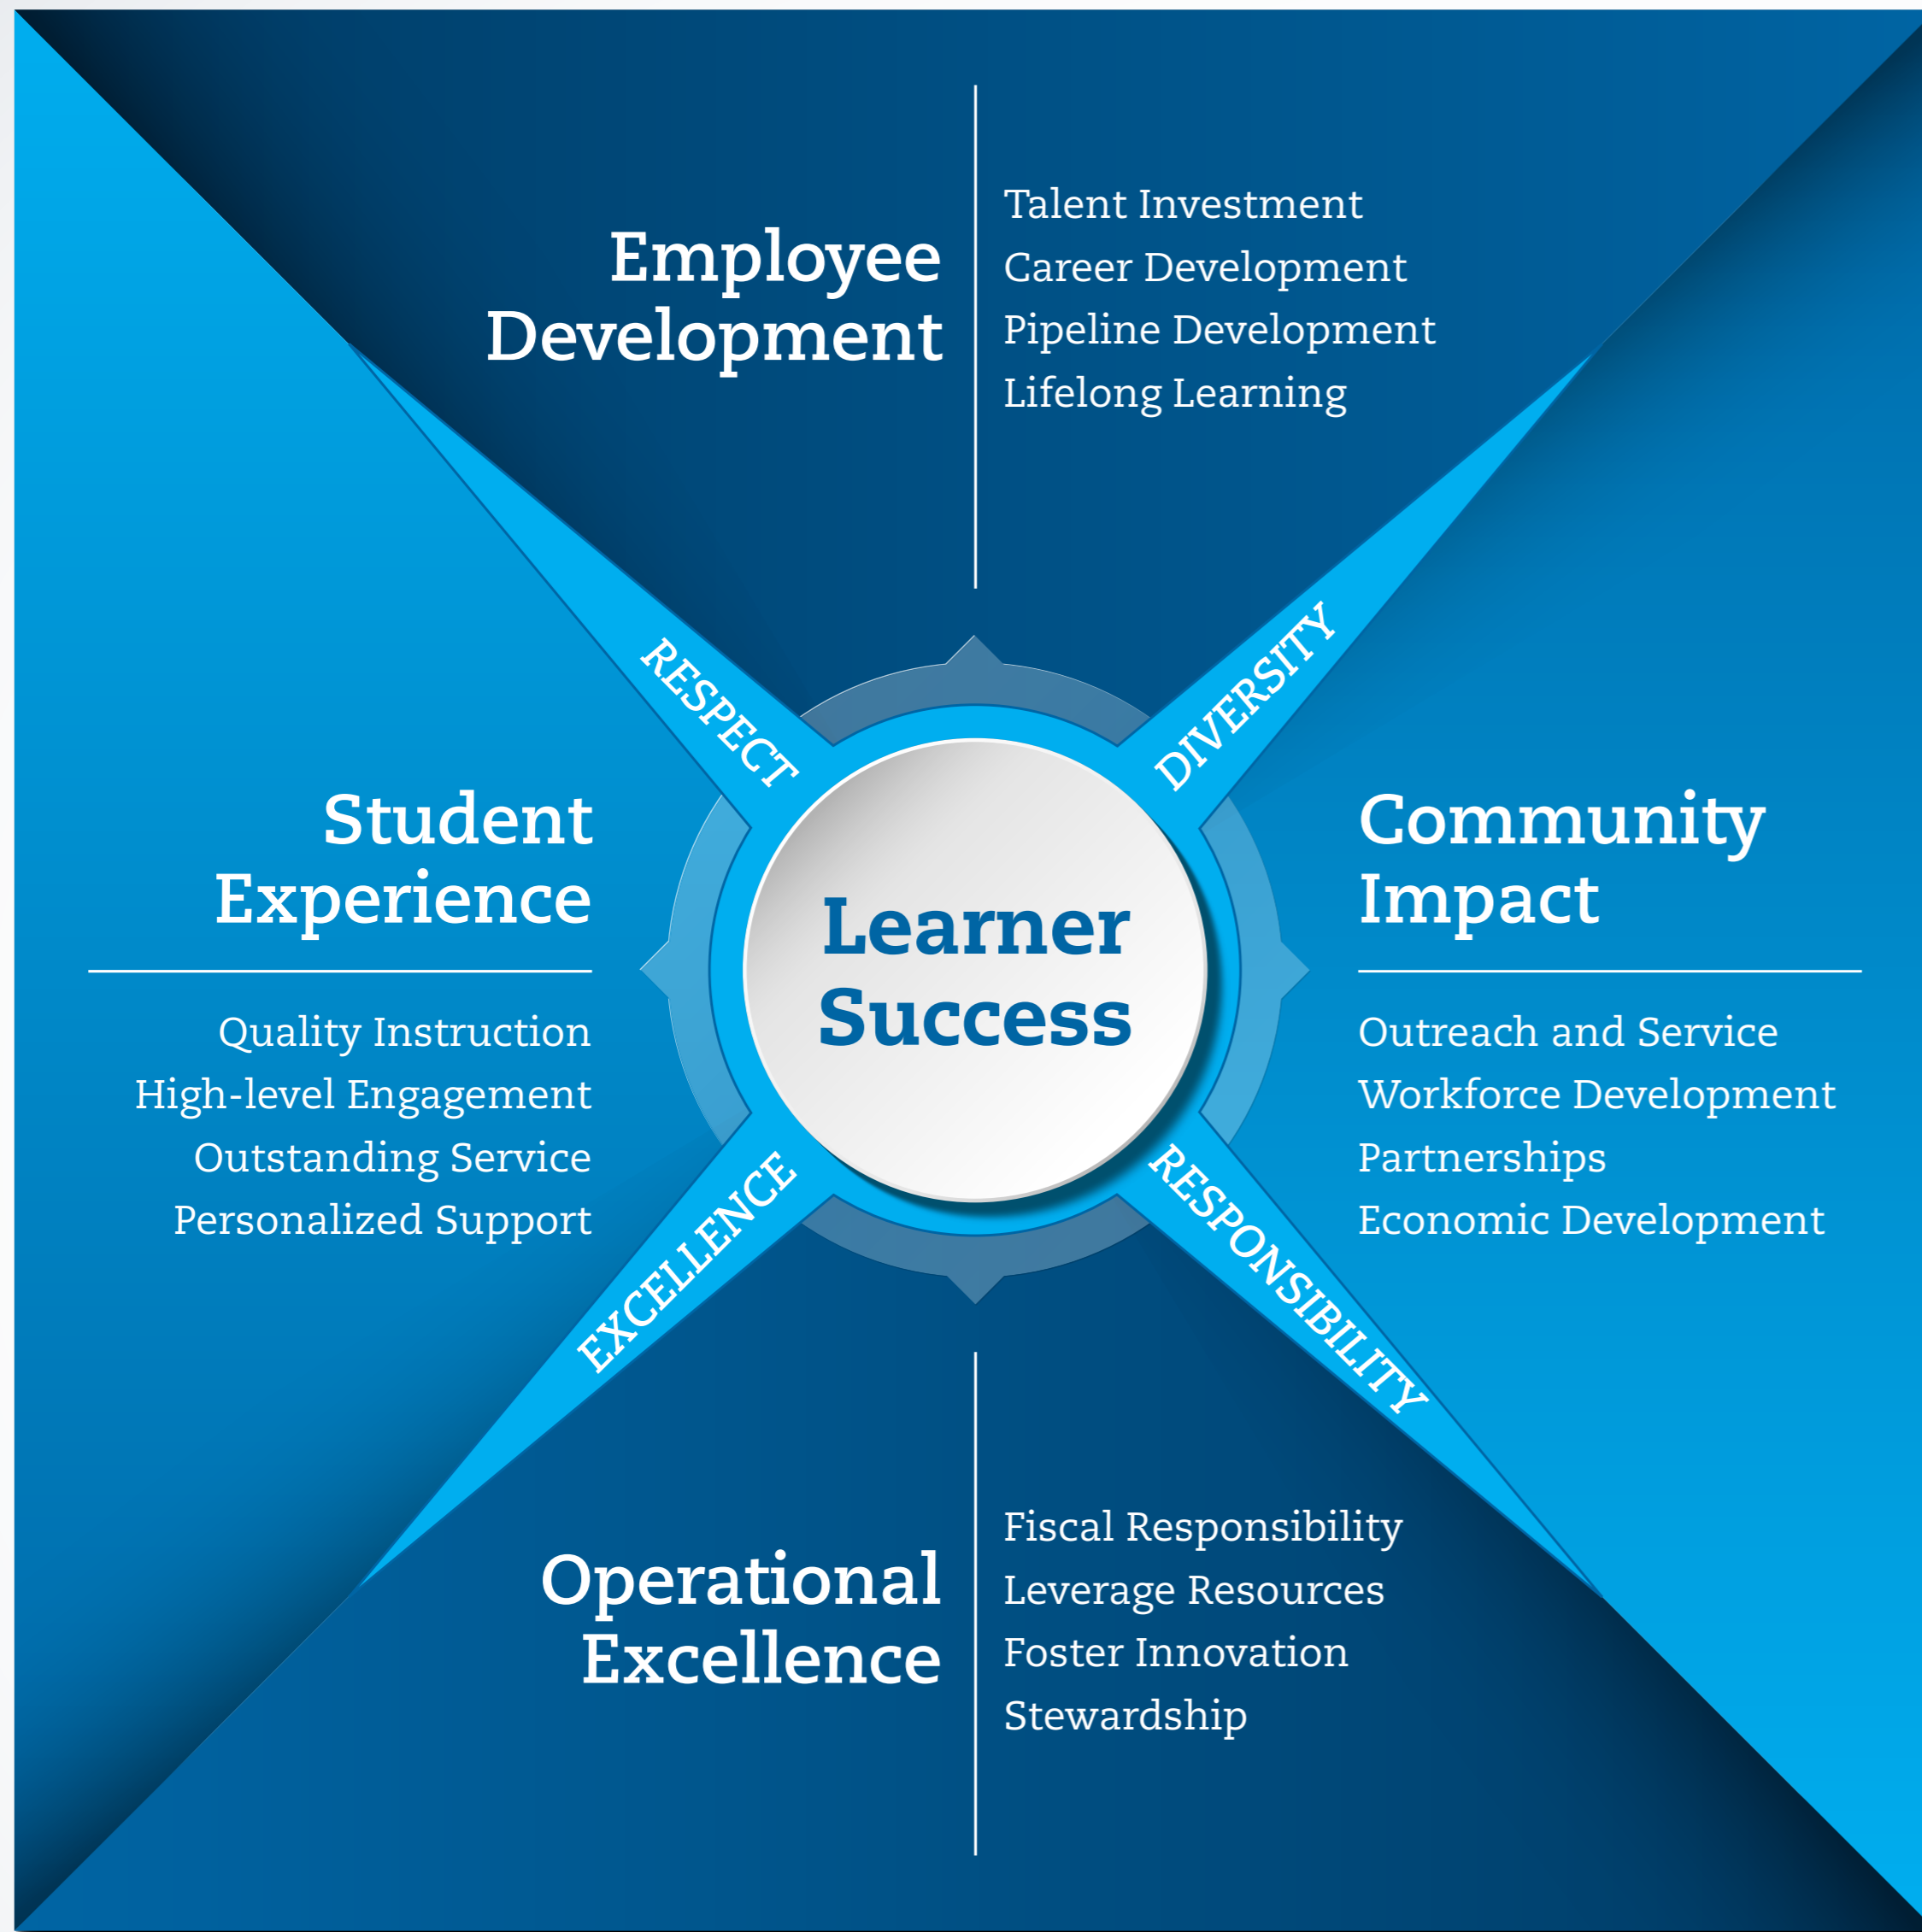 Employee
Development
Talent Investment
Career Development
Pipeline Development
Lifelong Learning
RESPECT
DIVERSITY
Student
Experience
Quality Instruction
High-level Engagement
Outstanding Service
Personalized Support
Learner
Success
Community
Impact
Outreach and Service
Workforce Development
Partnerships
Economic Development
EXCELLENCE
RESPONSIBILITY
Operational
Excellence
Fiscal Responsibility
Leverage Resources
Foster Innovation
Stewardship